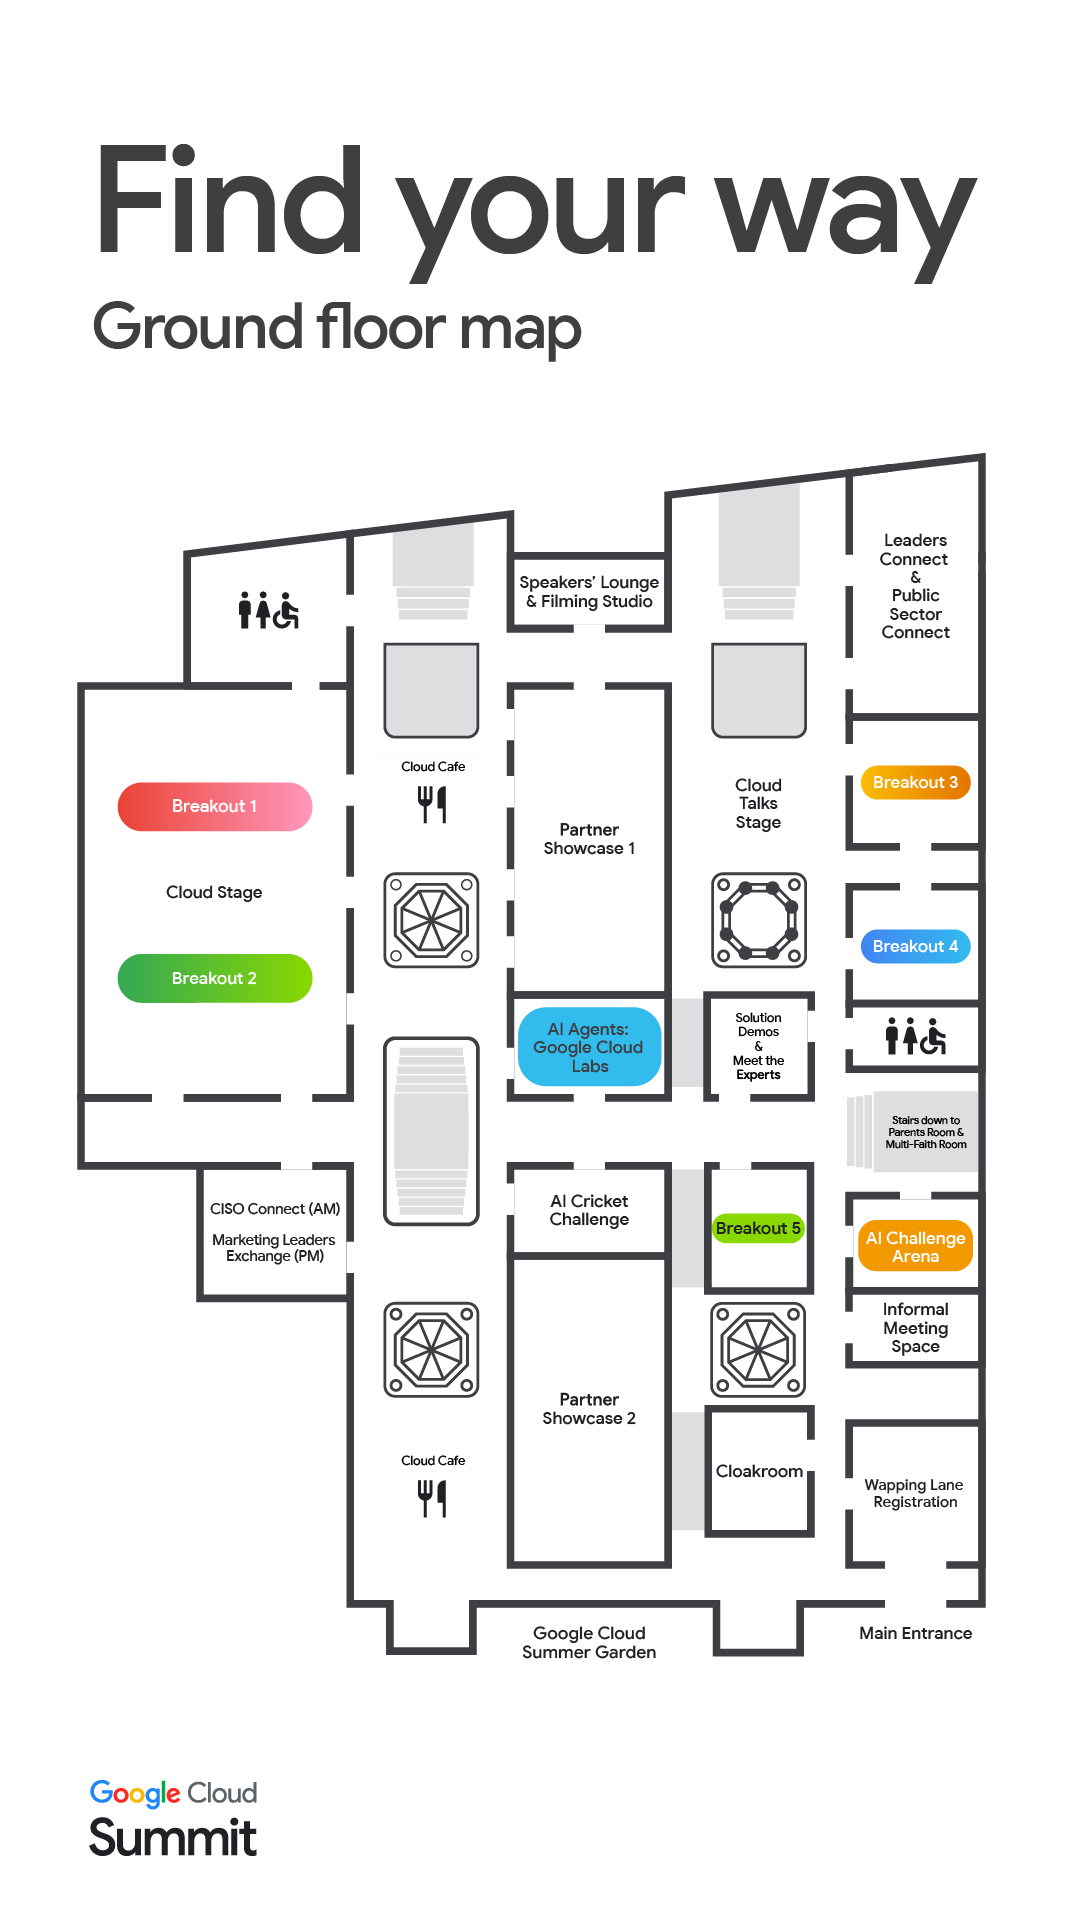 Find your way
Ground floor map
Leaders
Connect
&
Public
Sector
Connect
Speakers' Lounge
& Filming Studio
Cloud Cafe
Breakout 3
Cloud
Talks
Stage
Breakout 1
Partner
Showcase 1
Cloud Stage
Breakout 4
Breakout 2
AI Agents:
Google Cloud
Labs
Solution
Demos
&
Meet the
Experts
Stairs down to
Parents Room &
Multi-Faith Room
CISO Connect (AM)
Marketing Leaders
Exchange (PM)
AI Cricket
Challenge
Breakout 5
AI Challenge
Arena
Informal
Meeting
Space
Partner
Showcase 2
Cloud Cafe
Cloakroom
Wapping Lane
Registration
Google Cloud
Summer Garden
Main Entrance
Google Cloud
Summit